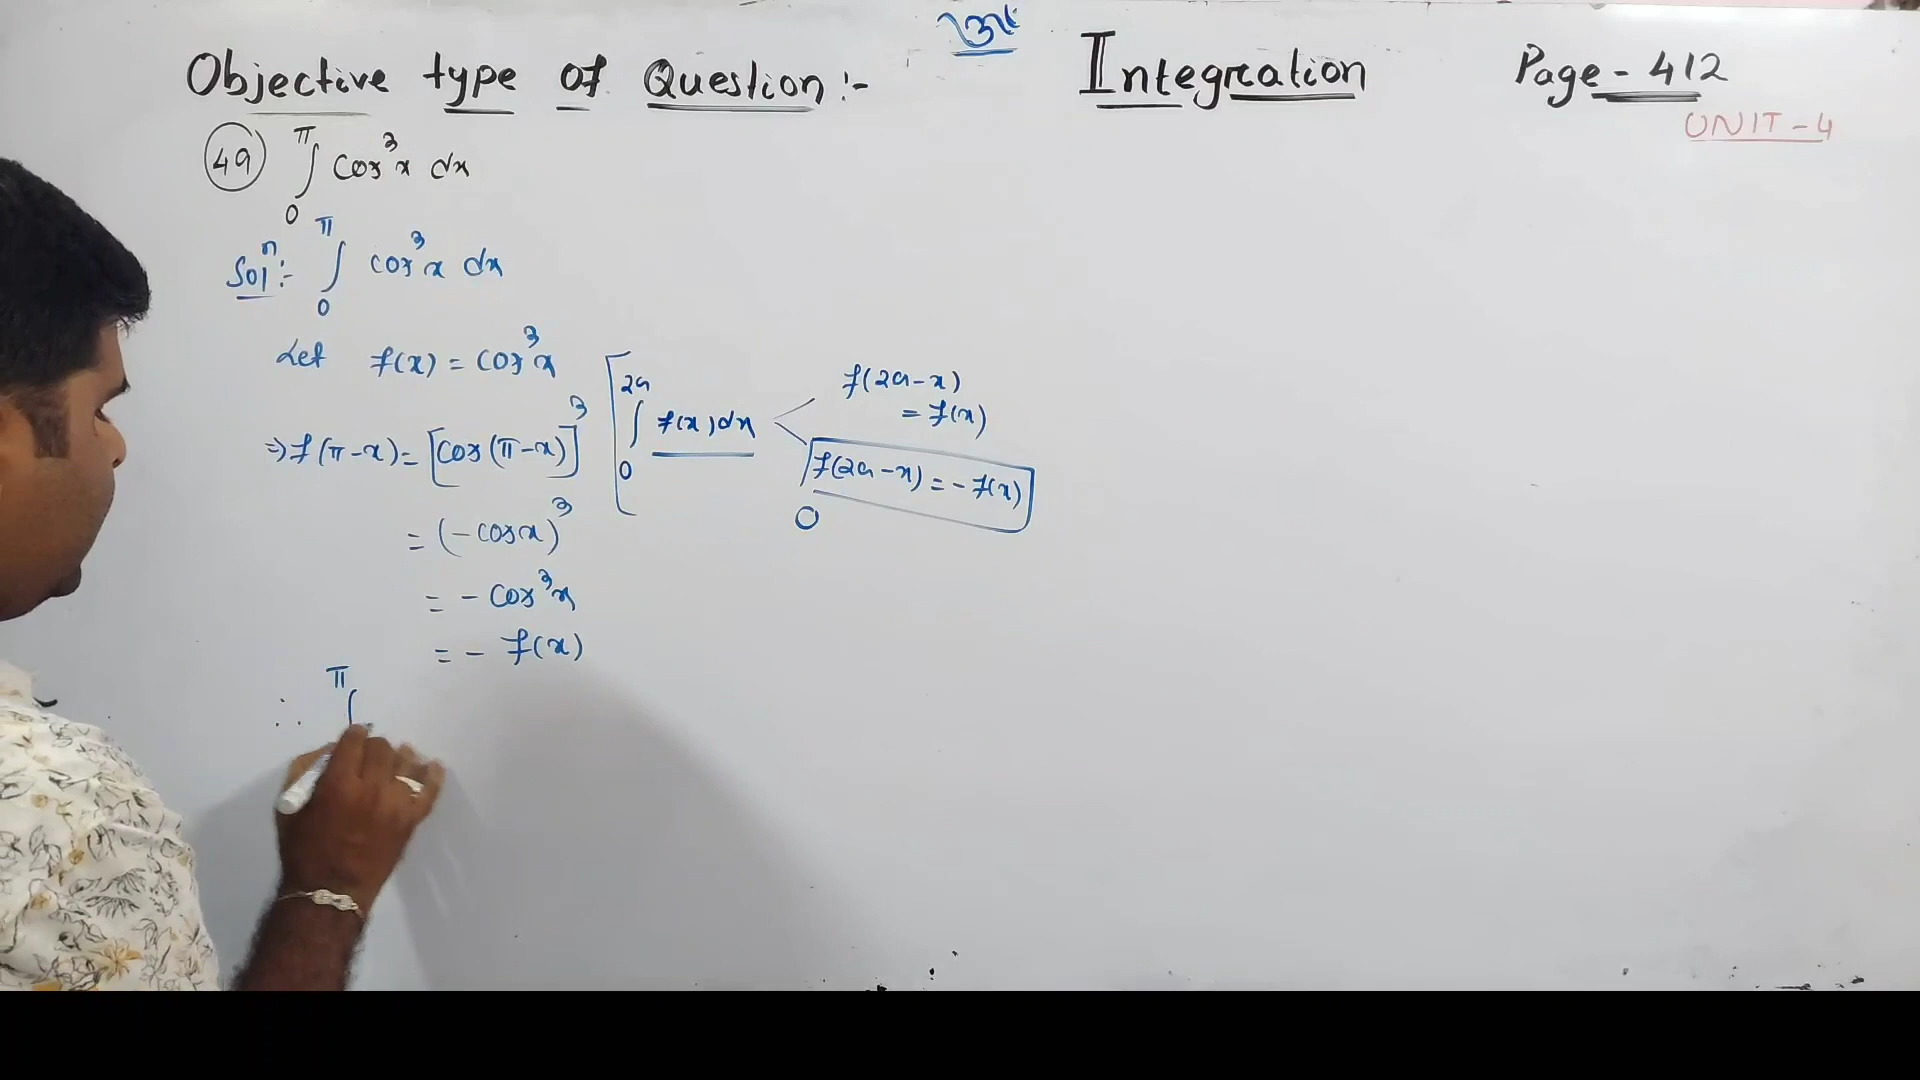 Objective type of Question :-
Integration
Page - 412
UNIT - 4
49 ∫₀^π cos³x dx
Solⁿ:- ∫₀^π cos³x dx
Let f(x) = cos³x
⇒ f(π-x) = [cos(π-x)]³
= (-cosx)³
= - cos³x
= - f(x)
∴ ∫^π
[ ∫₀^2a f(x)dx
f(2a-x)
= f(x)
f(2a-x) = - f(x)
0